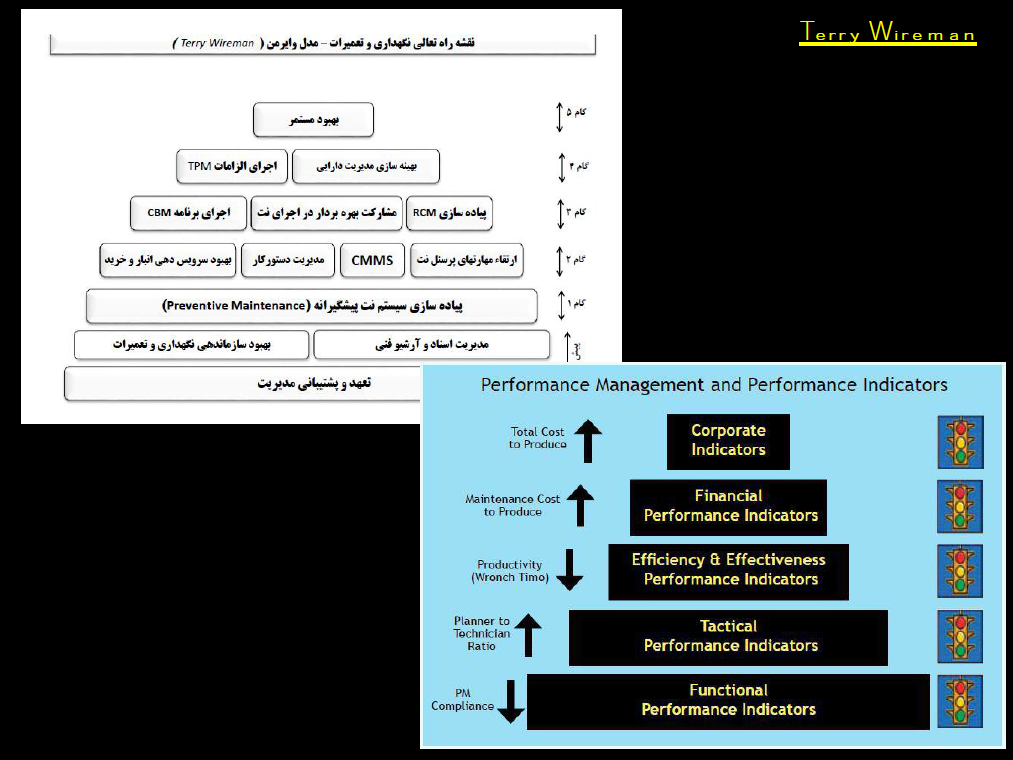 Terry Wireman
نقشه راه تعالی نگهداری و تعمیرات - مدل وایرمن ( Terry Wireman )
بهبود مستمر
گام ۵
اجرای الزامات TPM
بهینه سازی مدیریت دارایی
گام ۴
اجرای برنامه CBM
مشارکت بهره بردار در اجرای نت
پیاده سازی RCM
گام ۳
بهبود سرویس دهی انبار و خرید
مدیریت دستورکار
CMMS
ارتقاء مهارتهای پرسنل نت
گام ۲
پیاده سازی سیستم نت پیشگیرانه (Preventive Maintenance)
گام ۱
بهبود سازماندهی نگهداری و تعمیرات
مدیریت اسناد و آرشیو فنی
تعهد و پشتیبانی مدیریت
Performance Management and Performance Indicators
Total Cost
to Produce
Corporate
Indicators
Maintenance Cost
to Produce
Financial
Performance Indicators
Productivity
(Wronch Timo)
Efficiency & Effectiveness
Performance Indicators
Planner to
Technician
Ratio
Tactical
Performance Indicators
PM
Compliance
Functional
Performance Indicators